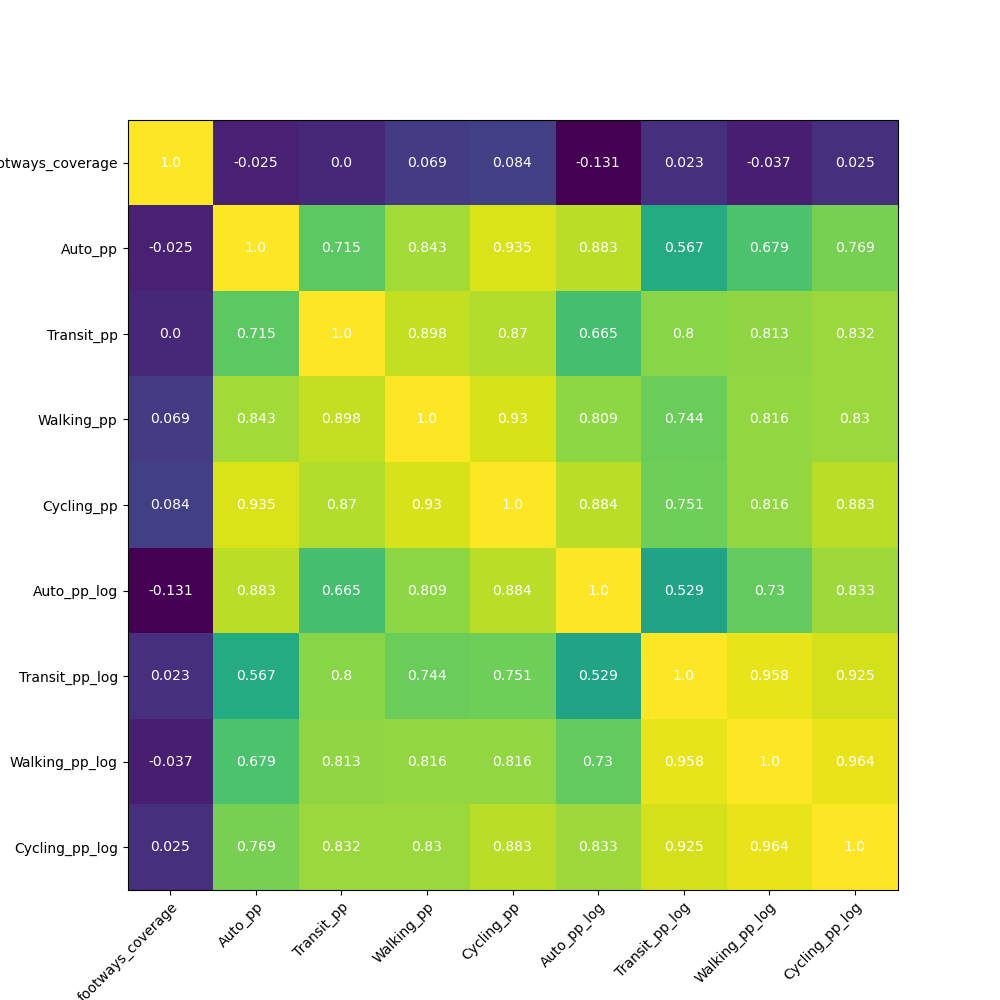 otways_coverage 1.0 -0.025 0.0 0.069 0.084 -0.131 0.023 -0.037 0.025
Auto_pp -0.025 1.0 0.715 0.843 0.935 0.883 0.567 0.679 0.769
Transit_pp 0.0 0.715 1.0 0.898 0.87 0.665 0.8 0.813 0.832
Walking_pp 0.069 0.843 0.898 1.0 0.93 0.809 0.744 0.816 0.83
Cycling_pp 0.084 0.935 0.87 0.93 1.0 0.884 0.751 0.816 0.883
Auto_pp_log -0.131 0.883 0.665 0.809 0.884 1.0 0.529 0.73 0.833
Transit_pp_log 0.023 0.567 0.8 0.744 0.751 0.529 1.0 0.958 0.925
Walking_pp_log -0.037 0.679 0.813 0.816 0.816 0.73 0.958 1.0 0.964
Cycling_pp_log 0.025 0.769 0.832 0.83 0.883 0.833 0.925 0.964 1.0
footways_coverage Auto_pp Transit_pp Walking_pp Cycling_pp Auto_pp_log Transit_pp_log Walking_pp_log Cycling_pp_log